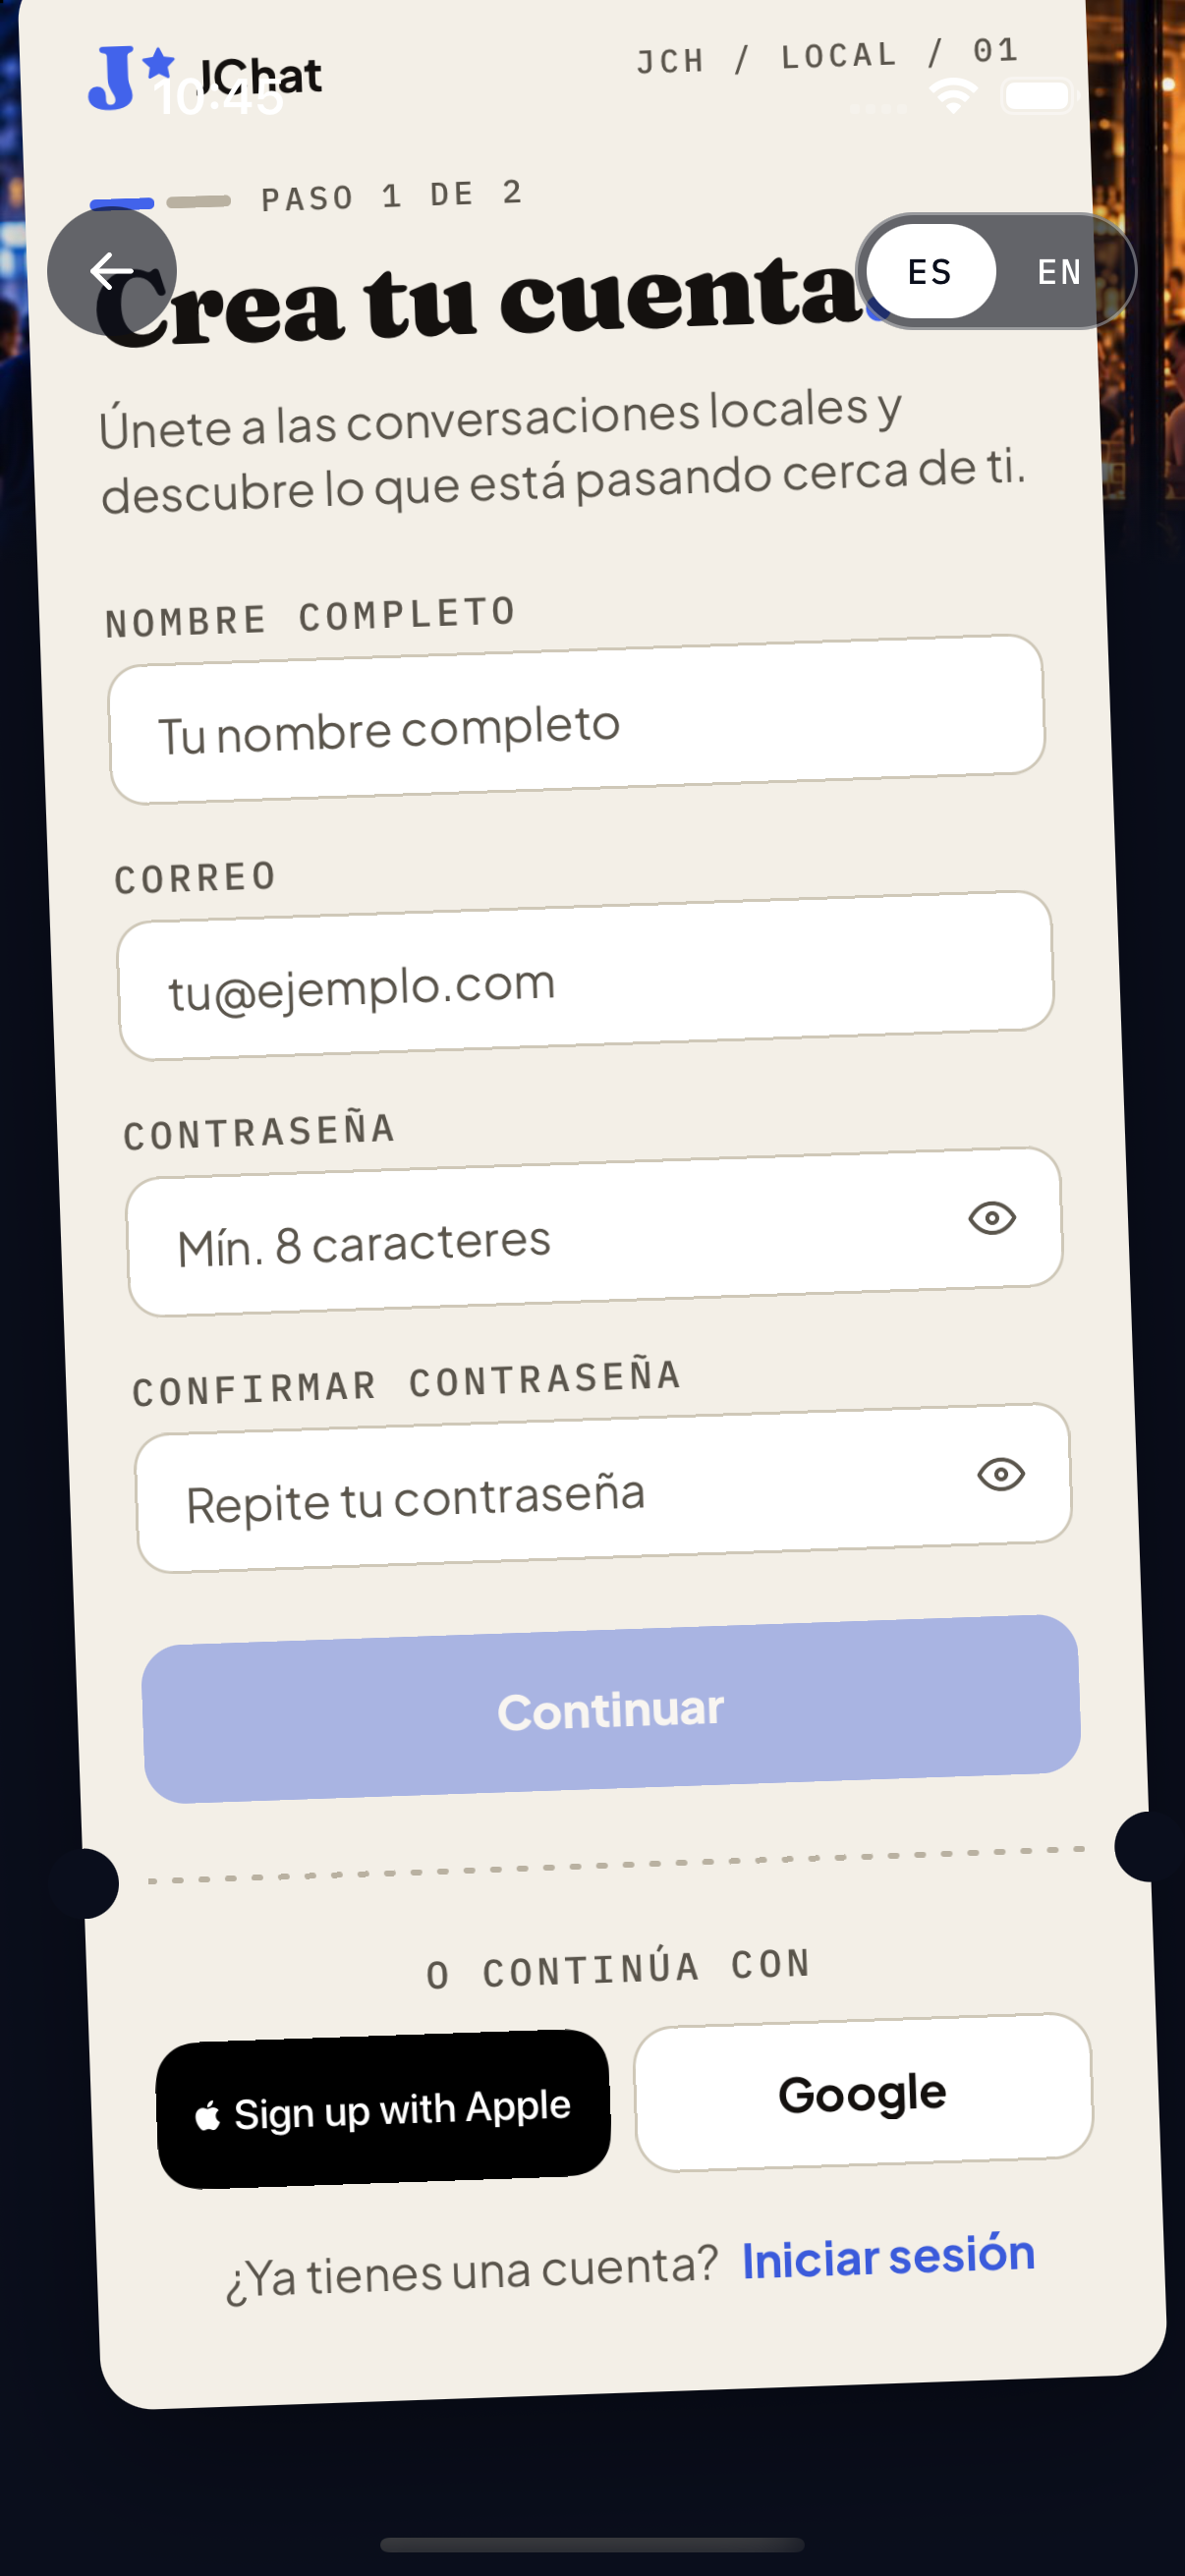 J JChat
JCH / LOCAL / 01
10:45
PASO 1 DE 2
ES EN
Crea tu cuenta.
Únete a las conversaciones locales y
descubre lo que está pasando cerca de ti.
NOMBRE COMPLETO
Tu nombre completo
CORREO
tu@ejemplo.com
CONTRASEÑA
Mín. 8 caracteres
CONFIRMAR CONTRASEÑA
Repite tu contraseña
Continuar
O CONTINÚA CON
Sign up with Apple
Google
¿Ya tienes una cuenta? Iniciar sesión